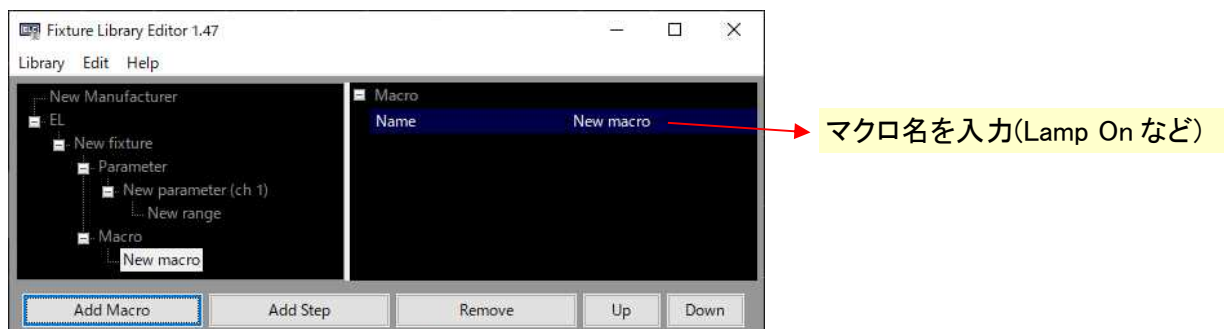 Fixture Library Editor 1.47
Library Edit Help
New Manufacturer
EL
New fixture
Parameter
New parameter (ch 1)
New range
Macro
New macro
Macro
Name New macro
マクロ名を入力(Lamp On など)
Add Macro Add Step Remove Up Down